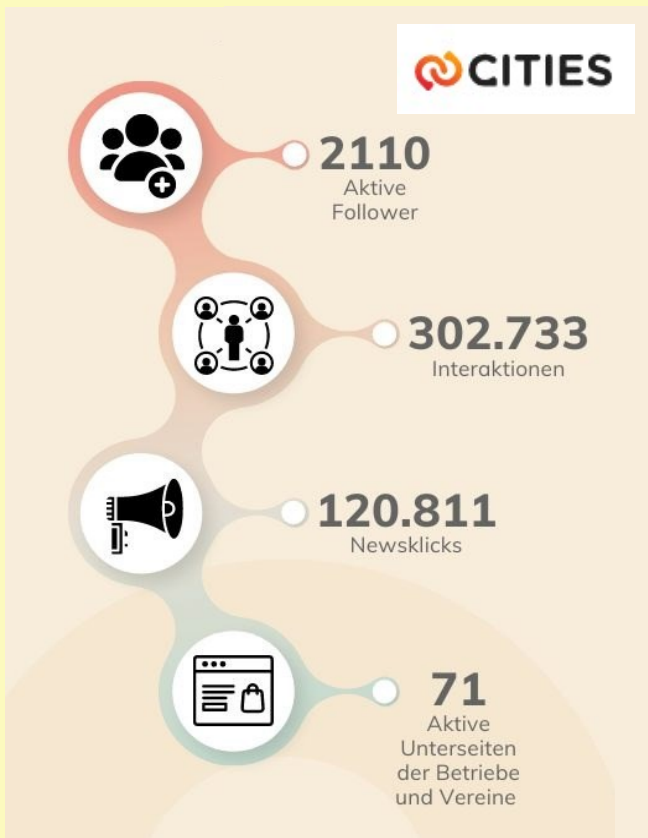 CITIES
2110
Aktive
Follower
302.733
Interaktionen
120.811
Newsklicks
71
Aktive
Unterseiten
der Betriebe
und Vereine